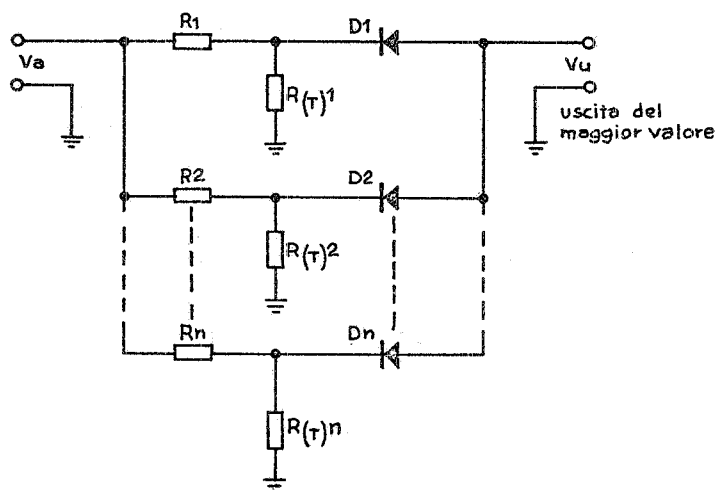 R1
D1
Va
Vu
R(T)1
uscita del
maggior valore
R2
D2
R(T)2
Rn
Dn
R(T)n